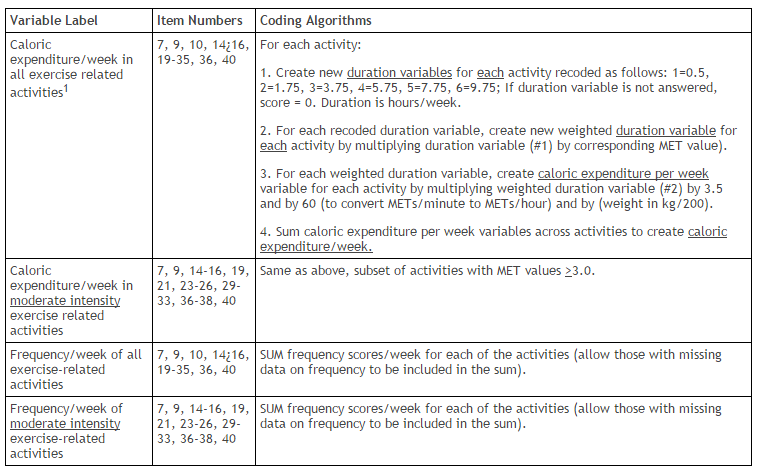 Variable Label Item Numbers Coding Algorithms
Caloric
expenditure/week in
all exercise related
activities1
7, 9, 10, 14¿16,
19-35, 36, 40
For each activity:
1. Create new duration variables for each activity recoded as follows: 1=0.5,
2=1.75, 3=3.75, 4=5.75, 5=7.75, 6=9.75; If duration variable is not answered,
score = 0. Duration is hours/week.
2. For each recoded duration variable, create new weighted duration variable for
each activity by multiplying duration variable (#1) by corresponding MET value).
3. For each weighted duration variable, create caloric expenditure per week
variable for each activity by multiplying weighted duration variable (#2) by 3.5
and by 60 (to convert METs/minute to METs/hour) and by (weight in kg/200).
4. Sum caloric expenditure per week variables across activities to create caloric
expenditure/week.
Caloric
expenditure/week in
moderate intensity
exercise related
activities
7, 9, 14-16, 19,
21, 23-26, 29-
33, 36-38, 40
Same as above, subset of activities with MET values >3.0.
Frequency/week of all
exercise-related
activities
7, 9, 10, 14¿16,
19-35, 36, 40
SUM frequency scores/week for each of the activities (allow those with missing
data on frequency to be included in the sum).
Frequency/week of
moderate intensity
exercise-related
activities
7, 9, 14-16, 19,
21, 23-26, 29-
33, 36-38, 40
SUM frequency scores/week for each of the activities (allow those with missing
data on frequency to be included in the sum).